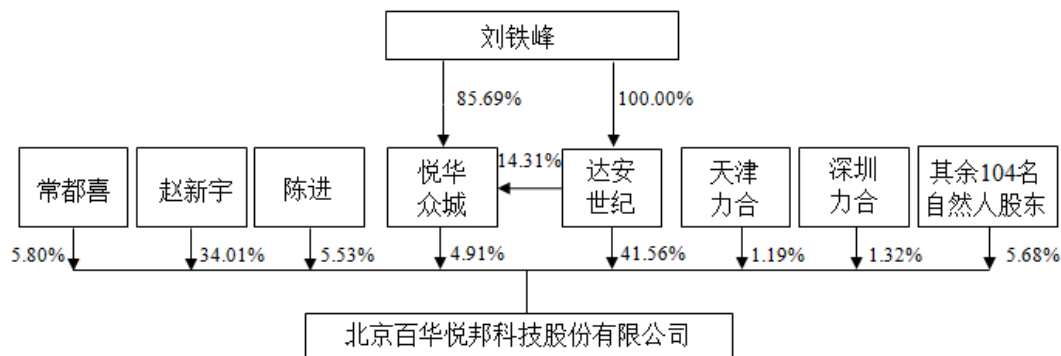 刘铁峰
85.69%
100.00%
常都喜
赵新宇
陈进
悦华
众城
14.31%
达安
世纪
天津
力合
深圳
力合
其余104名
自然人股东
5.80%
34.01%
5.53%
4.91%
41.56%
1.19%
1.32%
5.68%
北京百华悦邦科技股份有限公司